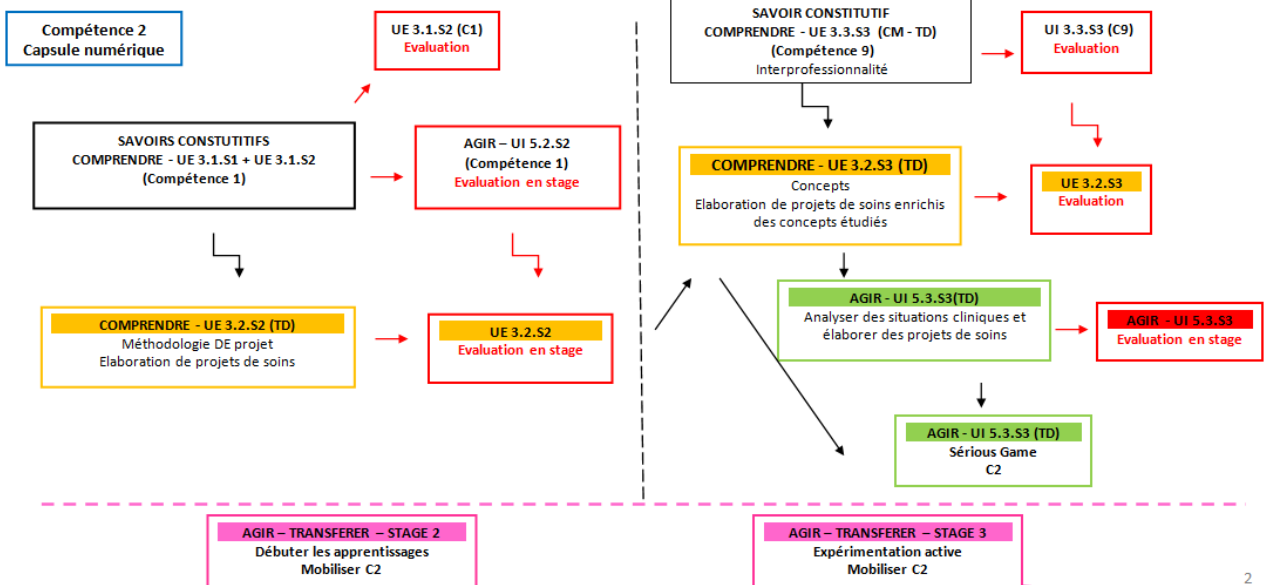 Compétence 2
Capsule numérique
UE 3.1.S2 (C1)
Evaluation
SAVOIRS CONSTUTITIFS
COMPRENDRE - UE 3.1.S1 + UE 3.1.S2
(Compétence 1)
AGIR – UI 5.2.S2
(Compétence 1)
Evaluation en stage
COMPRENDRE - UE 3.2.S2 (TD)
Méthodologie DE projet
Elaboration de projets de soins
UE 3.2.S2
Evaluation en stage
SAVOIR CONSTITUTIF
COMPRENDRE - UE 3.3.S3 (CM - TD)
(Compétence 9)
Interprofessionnalité
UI 3.3.S3 (C9)
Evaluation
COMPRENDRE - UE 3.2.S3 (TD)
Concepts
Elaboration de projets de soins enrichis
des concepts étudiés
UE 3.2.S3
Evaluation
AGIR - UI 5.3.S3(TD)
Analyser des situations cliniques et
élaborer des projets de soins
AGIR - UI 5.3.S3
Evaluation en stage
AGIR - UI 5.3.S3 (TD)
Sérious Game
C2
AGIR – TRANSFERER – STAGE 2
Débuter les apprentissages
Mobiliser C2
AGIR – TRANSFERER – STAGE 3
Expérimentation active
Mobiliser C2
2